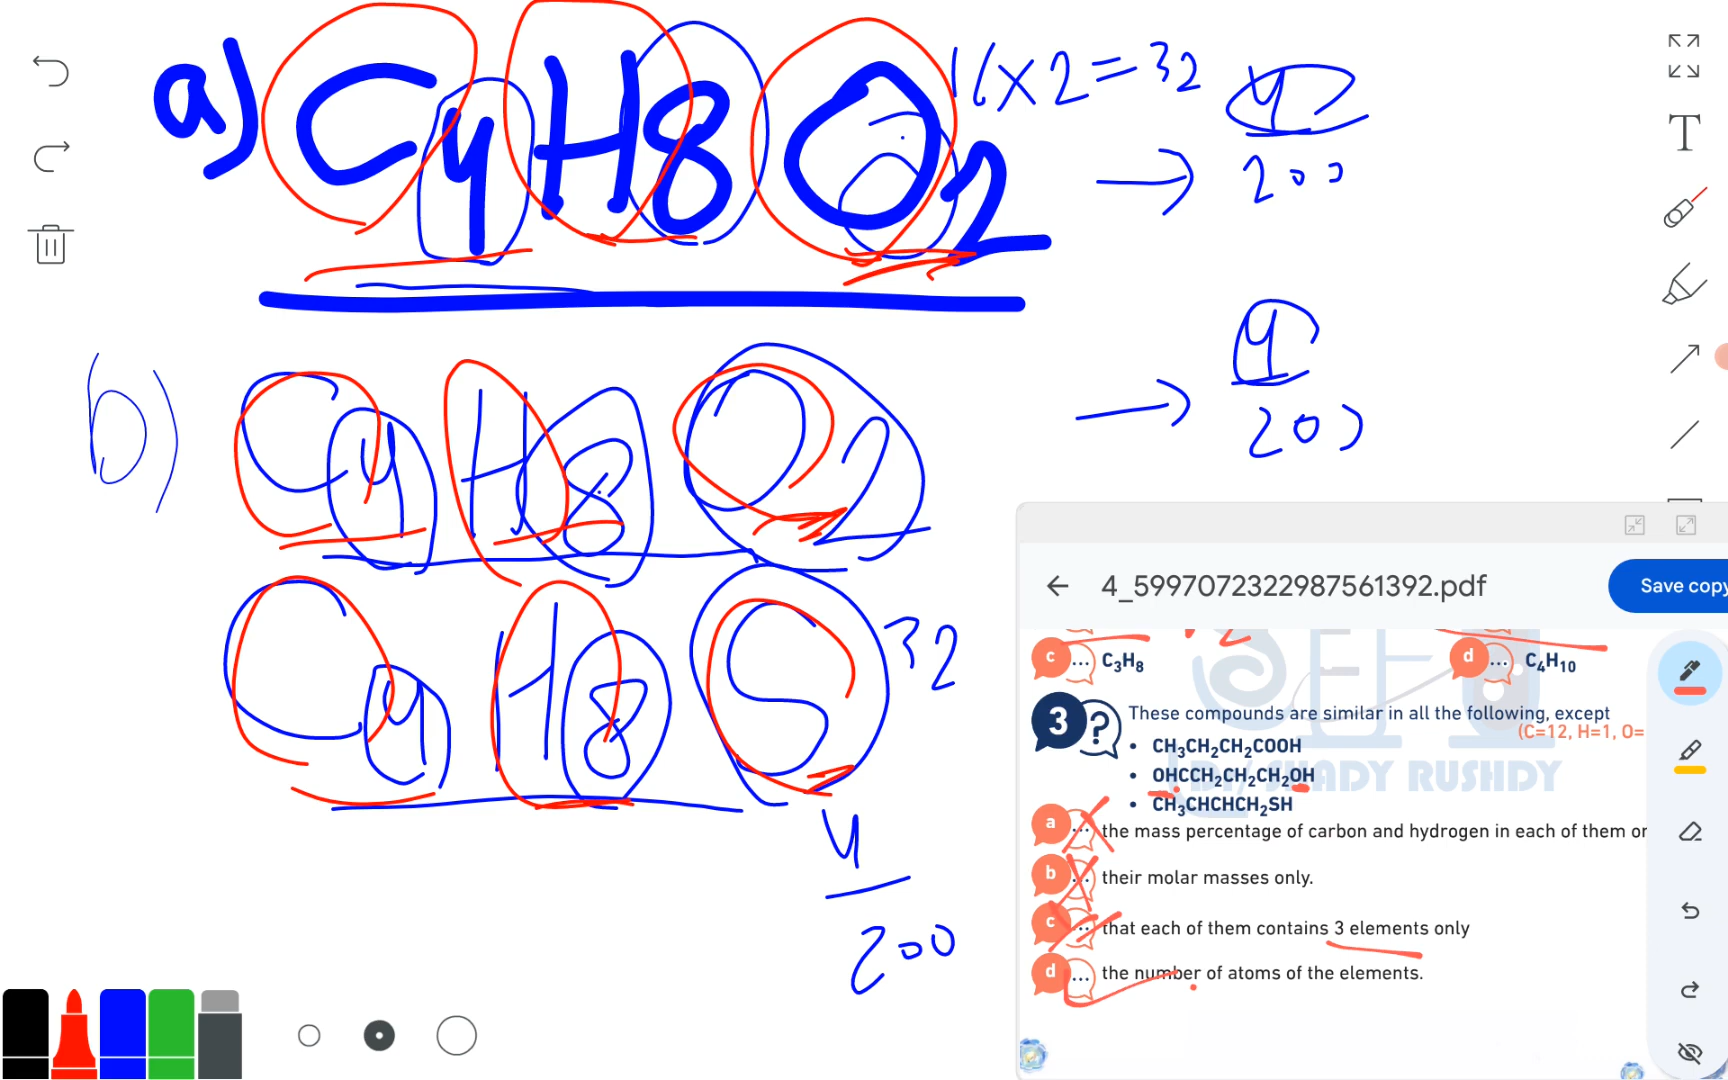 a) C4H8O2 16×2=32 → 4
200
b) C4H8O2 → 4
200
C4H8S 32
4
200
T
4_5997072322987561392.pdf
Save copy
c ... C3H8
d ... C4H10
3 ? These compounds are similar in all the following, except
(C=12, H=1, O=
• CH3CH2CH2COOH
• OHCCH2CH2CH2OH
• CH3CHCHCH2SH
DR/ SHADY RUSHDY
a ... the mass percentage of carbon and hydrogen in each of them or
b ... their molar masses only.
c ... that each of them contains 3 elements only
d ... the number of atoms of the elements.